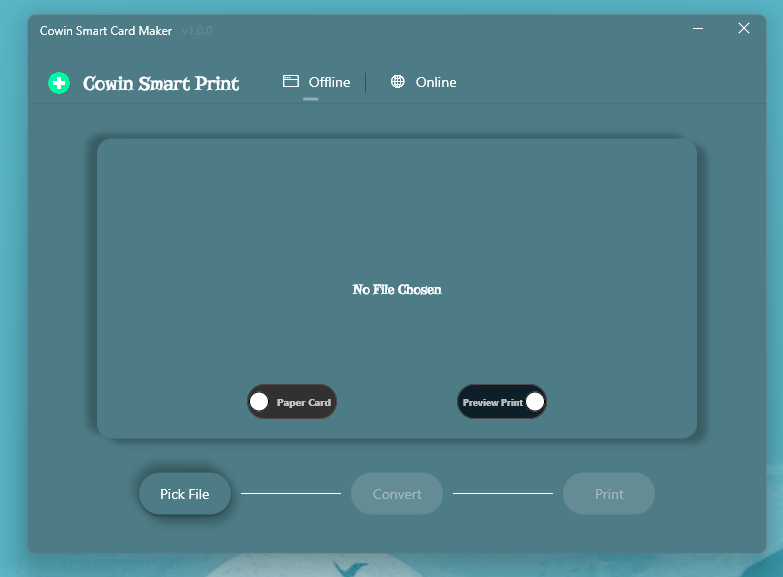 Cowin Smart Card Maker v1.0.0
Cowin Smart Print
Offline
Online
No File Chosen
Paper Card
Preview Print
Pick File
Convert
Print